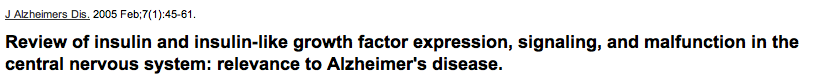 J Alzheimers Dis. 2005 Feb;7(1):45-61.
Review of insulin and insulin-like growth factor expression, signaling, and malfunction in the
central nervous system: relevance to Alzheimer's disease.